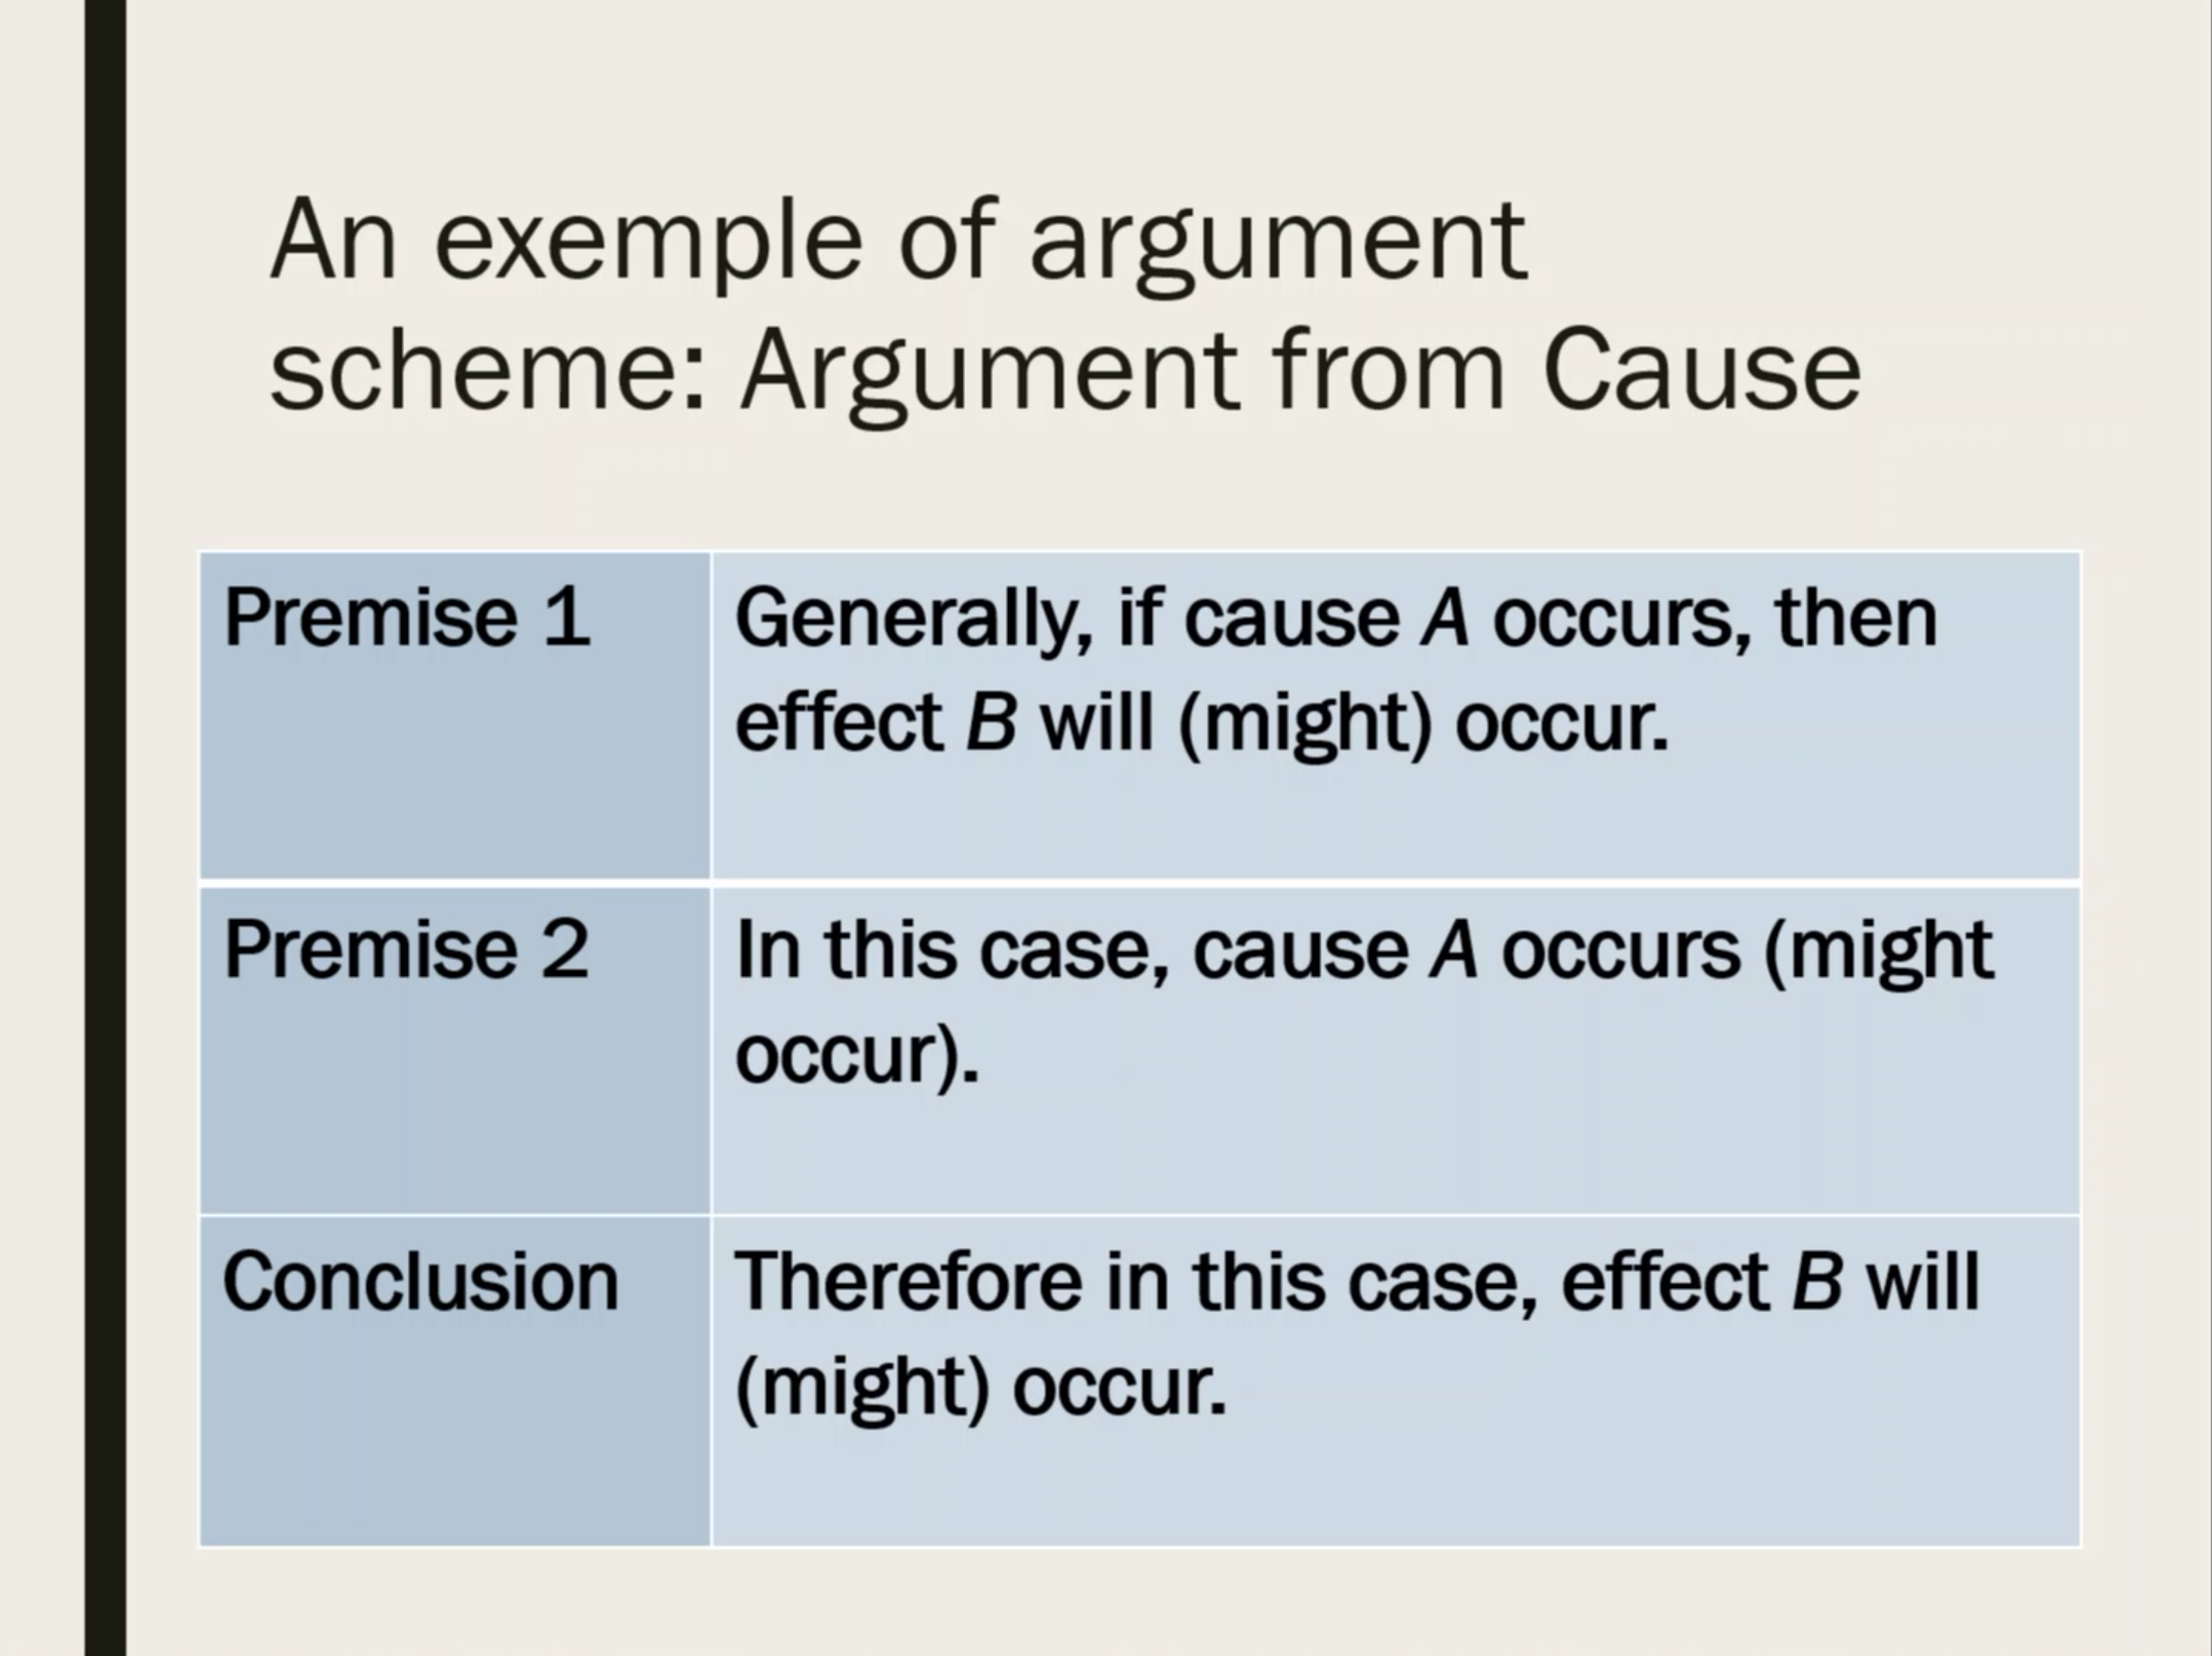 An exemple of argument
scheme: Argument from Cause
Premise 1
Generally, if cause A occurs, then
effect B will (might) occur.
Premise 2
In this case, cause A occurs (might
occur).
Conclusion
Therefore in this case, effect B will
(might) occur.